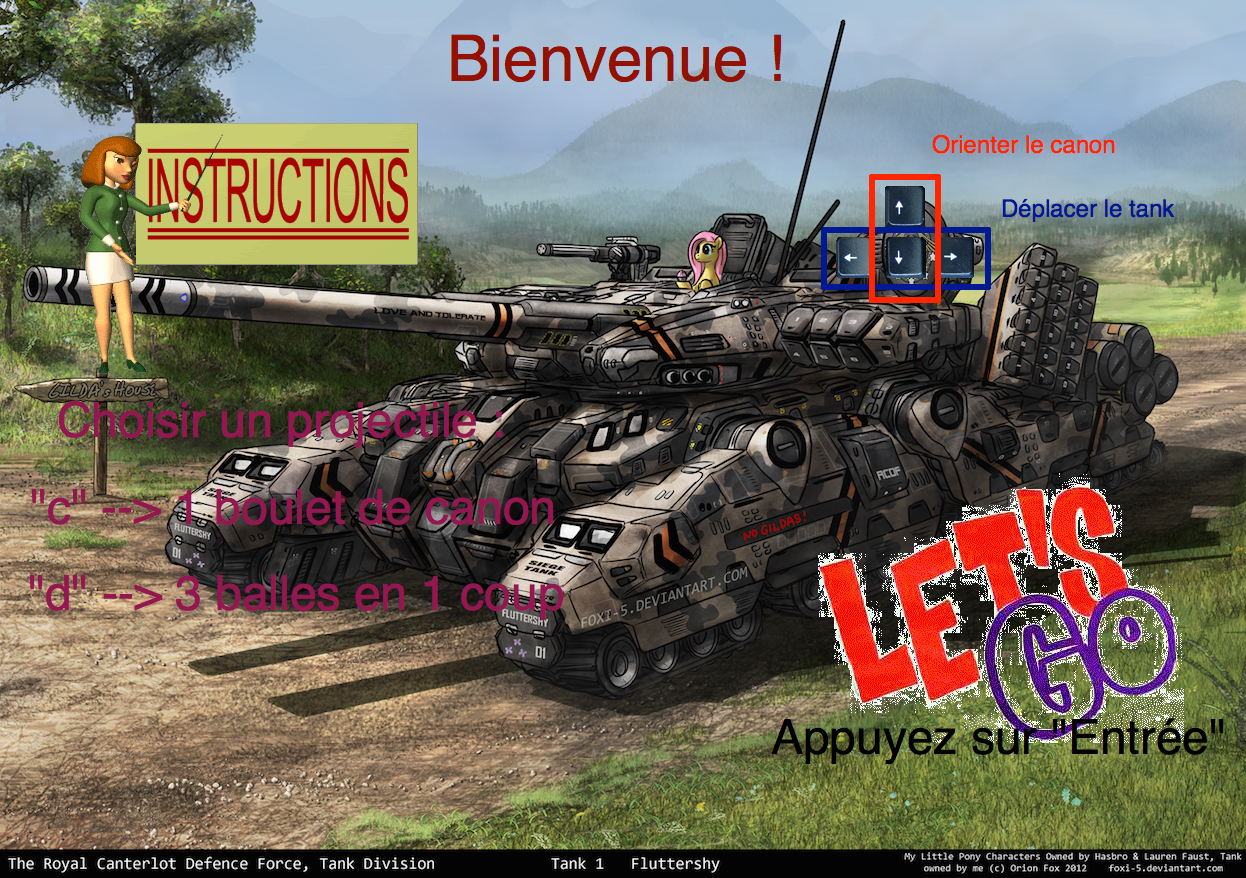 Bienvenue !
Orienter le canon
INSTRUCTIONS
Déplacer le tank
LOVE AND TOLERATE
GILDA'S HOUSE
Choisir un projectile :
"c" --> 1 boulet de canon
"d" --> 3 balles en 1 coup
FLUTTERSHY
01
RCDF
NO GILDAS!
SIEGE
TANK
FOXI-5.DEVIANTART.COM
FLUTTERSHY
01
LET'S
GO
Appuyez sur "Entrée"
The Royal Canterlot Defence Force, Tank Division
Tank 1 Fluttershy
My Little Pony Characters Owned by Hasbro & Lauren Faust, Tank
owned by me (c) Orion Fox 2012 foxi-5.deviantart.com